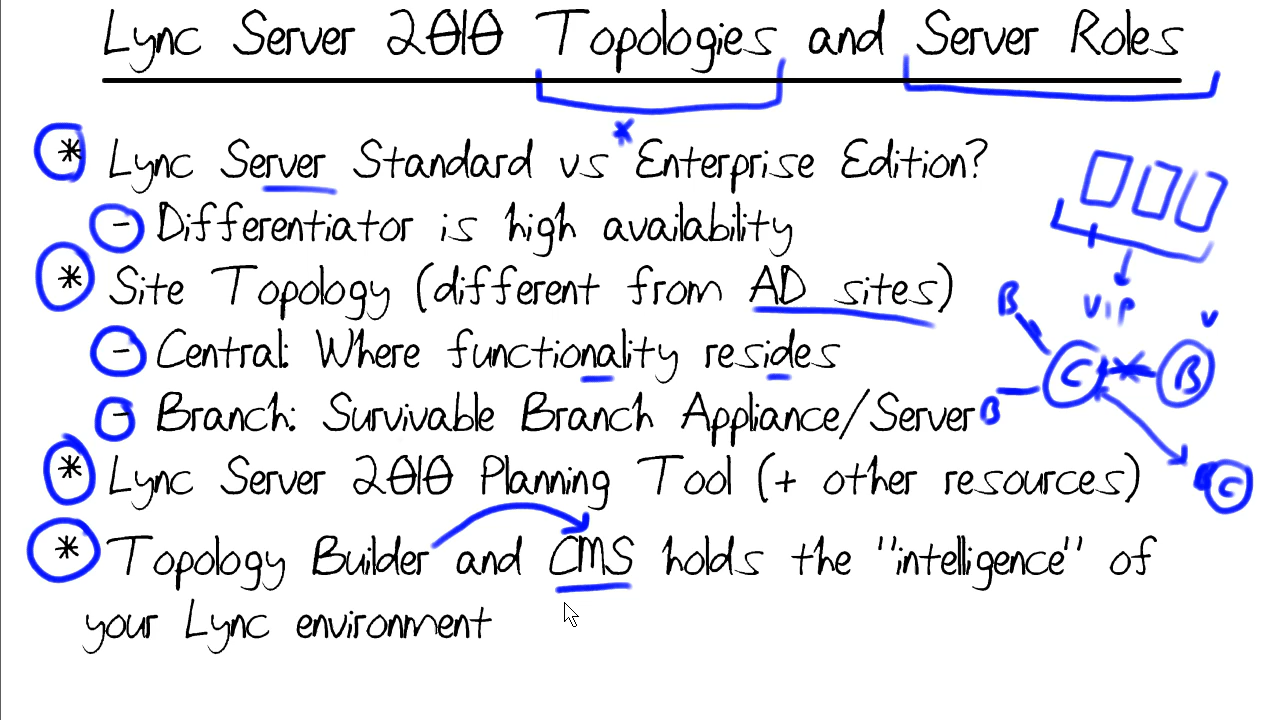 Lync Server 2010 Topologies and Server Roles
* Lync Server Standard vs Enterprise Edition?
- Differentiator is high availability
* Site Topology (different from AD sites)
- Central: Where functionality resides
- Branch: Survivable Branch Appliance/Server
* Lync Server 2010 Planning Tool (+ other resources)
* Topology Builder and CMS holds the "intelligence" of
your Lync environment
*
VIP
B
V
C
B
B
C